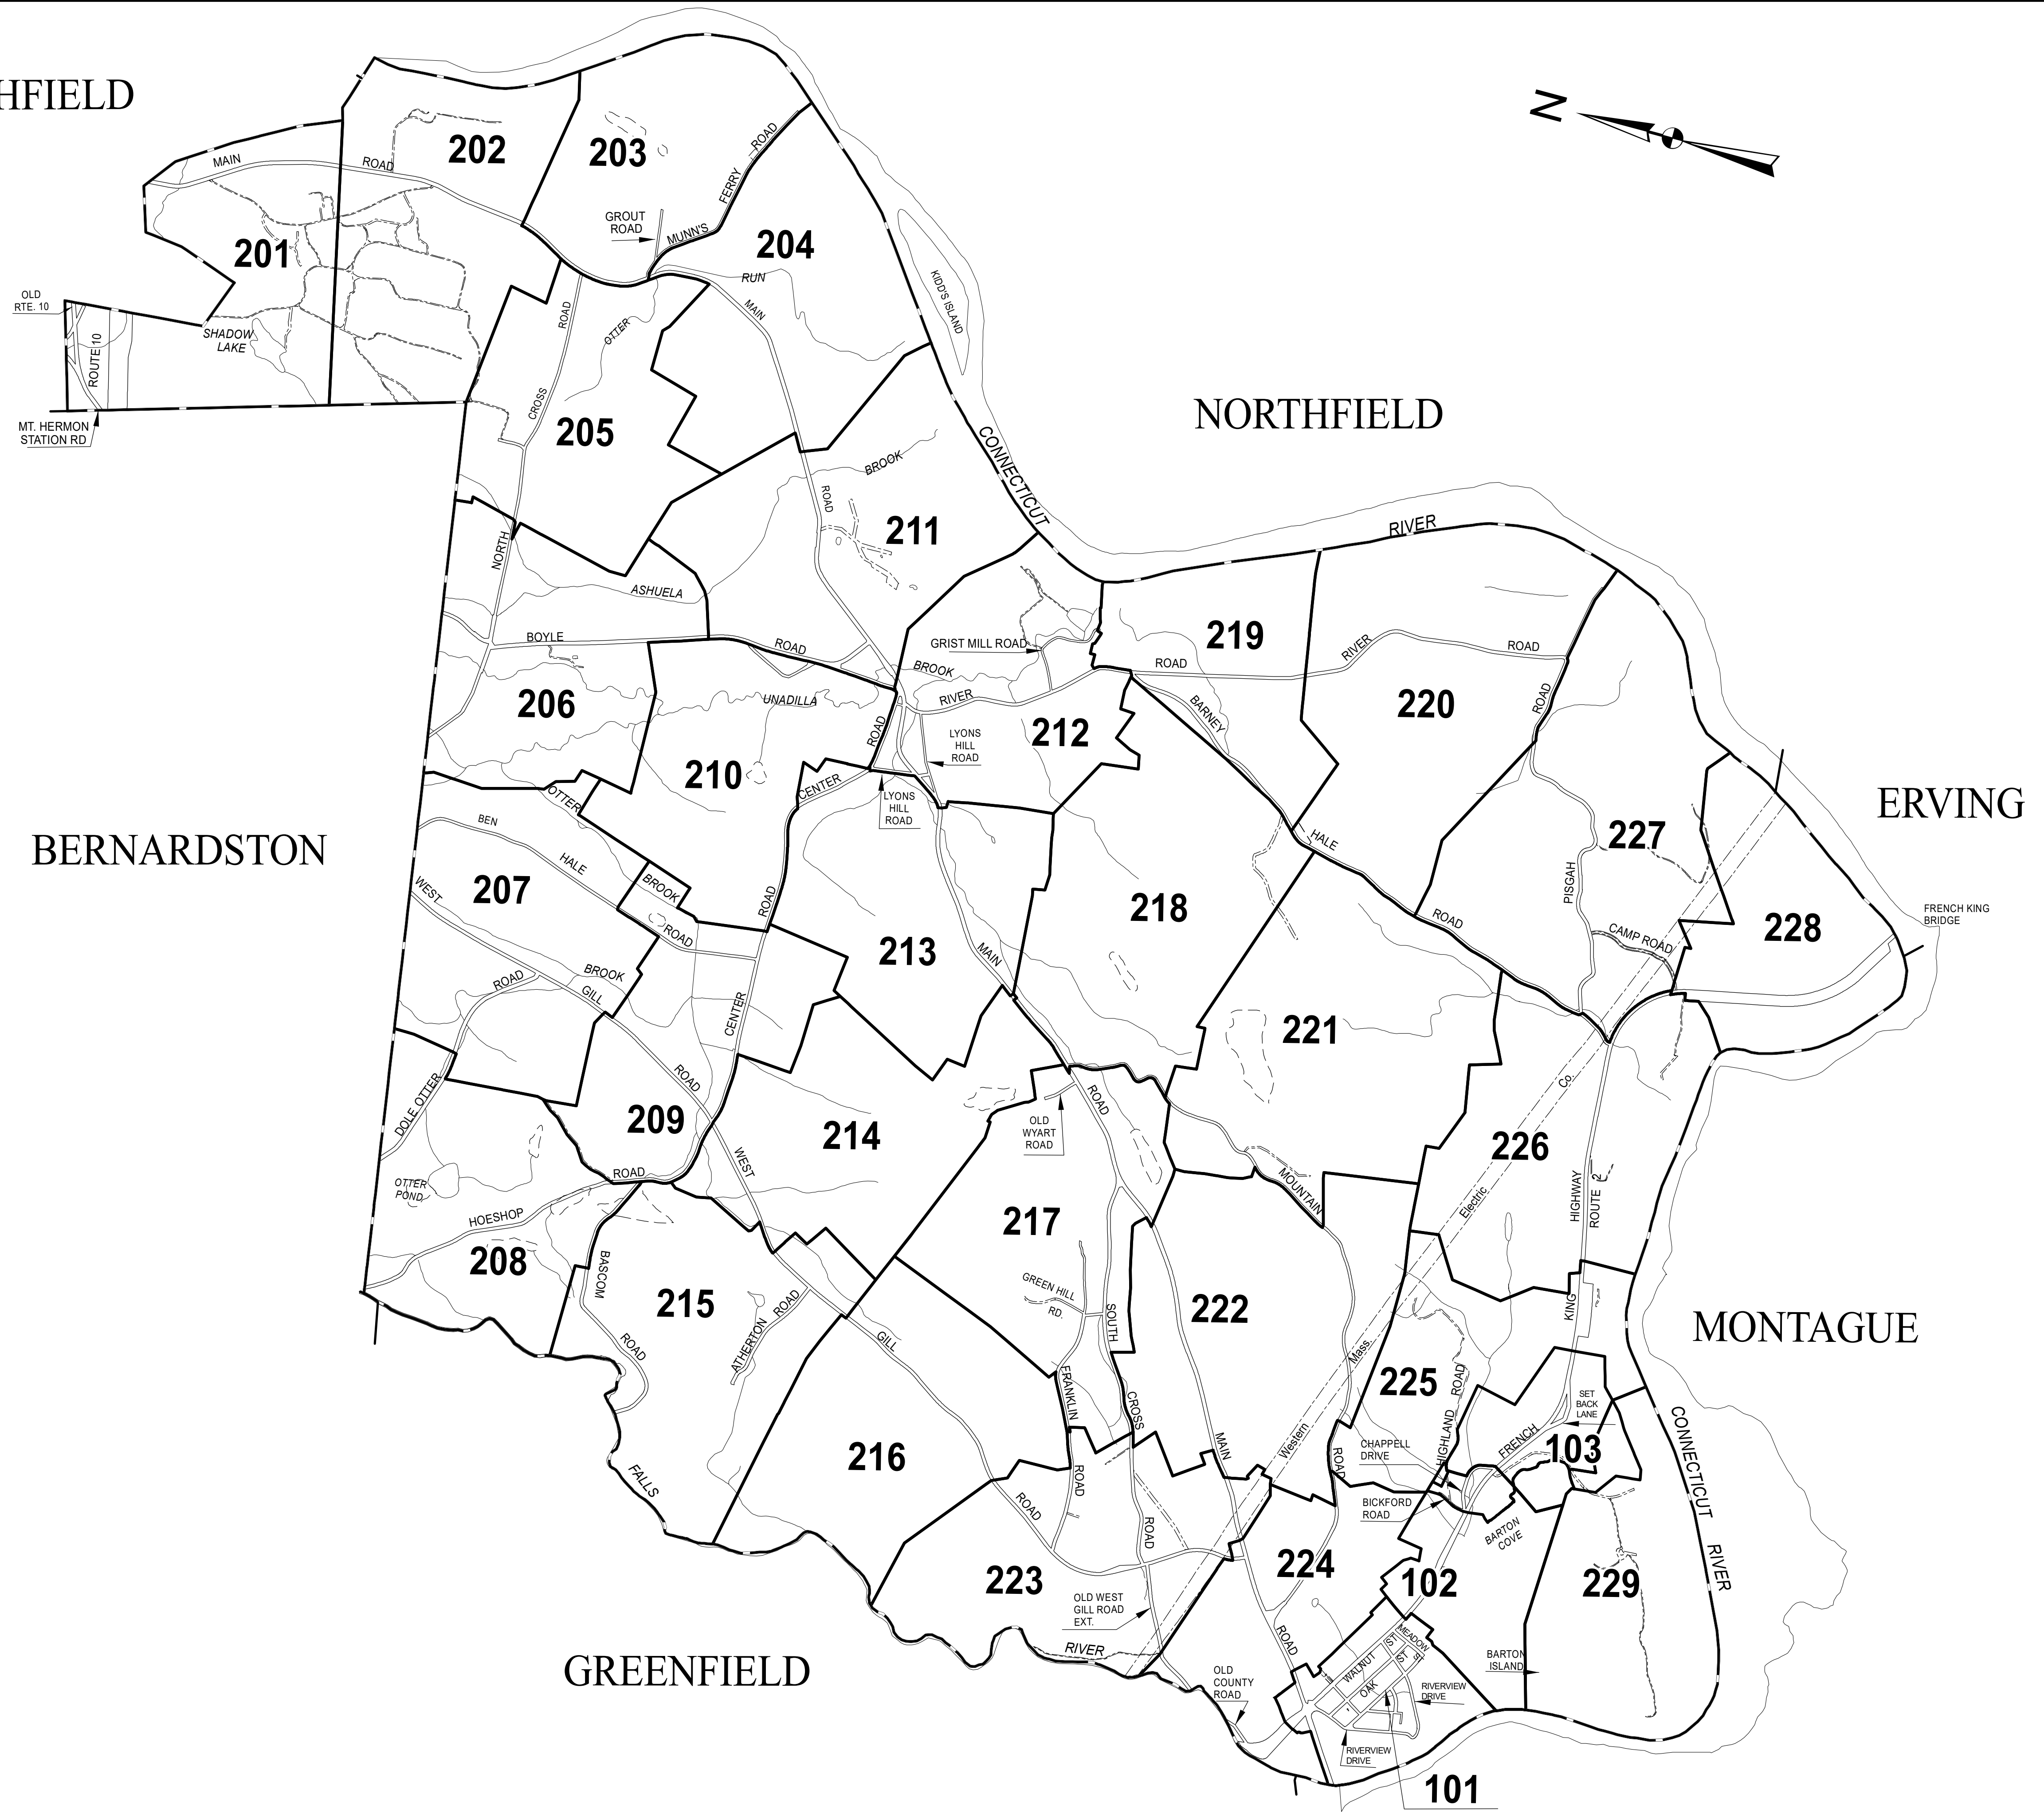 HFIELD
N
202
203
MAIN
ROAD
FERRY
ROAD
GROUT
ROAD
MUNN'S
204
201
RUN
KIDD'S ISLAND
OLD
RTE. 10
ROUTE 10
SHADOW
LAKE
ROAD
OTTER
MAIN
CROSS
MT. HERMON
STATION RD
205
NORTHFIELD
CONNECTICUT
RIVER
BROOK
ROAD
211
NORTH
ASHUELA
BOYLE
ROAD
GRIST MILL ROAD
BROOK
219
ROAD
RIVER
ROAD
206
UNADILLA
ROAD
RIVER
212
BARNEY
220
ROAD
210
LYONS
HILL
ROAD
CENTER
LYONS
HILL
ROAD
OTTER
BERNARDSTON
BEN
HALE
HALE
227
ERVING
WEST
207
BROOK
ROAD
ROAD
218
ROAD
PISGAH
CAMP ROAD
228
FRENCH KING
BRIDGE
213
MAIN
ROAD
BROOK
GILL
CENTER
221
ROAD
Co.
DOLE OTTER
209
214
ROAD
OLD
WYART
ROAD
226
OTTER
POND
ROAD
WEST
MOUNTAIN
Electric
HIGHWAY
ROUTE 2
HOESHOP
208
BASCOM
217
215
GREEN HILL
RD.
SOUTH
222
KING
MONTAGUE
ATHERTON
ROAD
ROAD
GILL
Mass.
225
HIGHLAND ROAD
SET
BACK
LANE
FRANKLIN
CROSS
216
MAIN
Western
CHAPPELL
DRIVE
FRENCH
103
CONNECTICUT
RIVER
FALLS
ROAD
ROAD
ROAD
ROAD
BICKFORD
ROAD
BARTON
COVE
223
224
102
229
OLD WEST
GILL ROAD
EXT.
RIVER
ROAD
GREENFIELD
OLD
COUNTY
ROAD
WALNUT
ST
MEADOW
ST
ST
OAK
BARTON
ISLAND
RIVERVIEW
DRIVE
RIVERVIEW
DRIVE
101